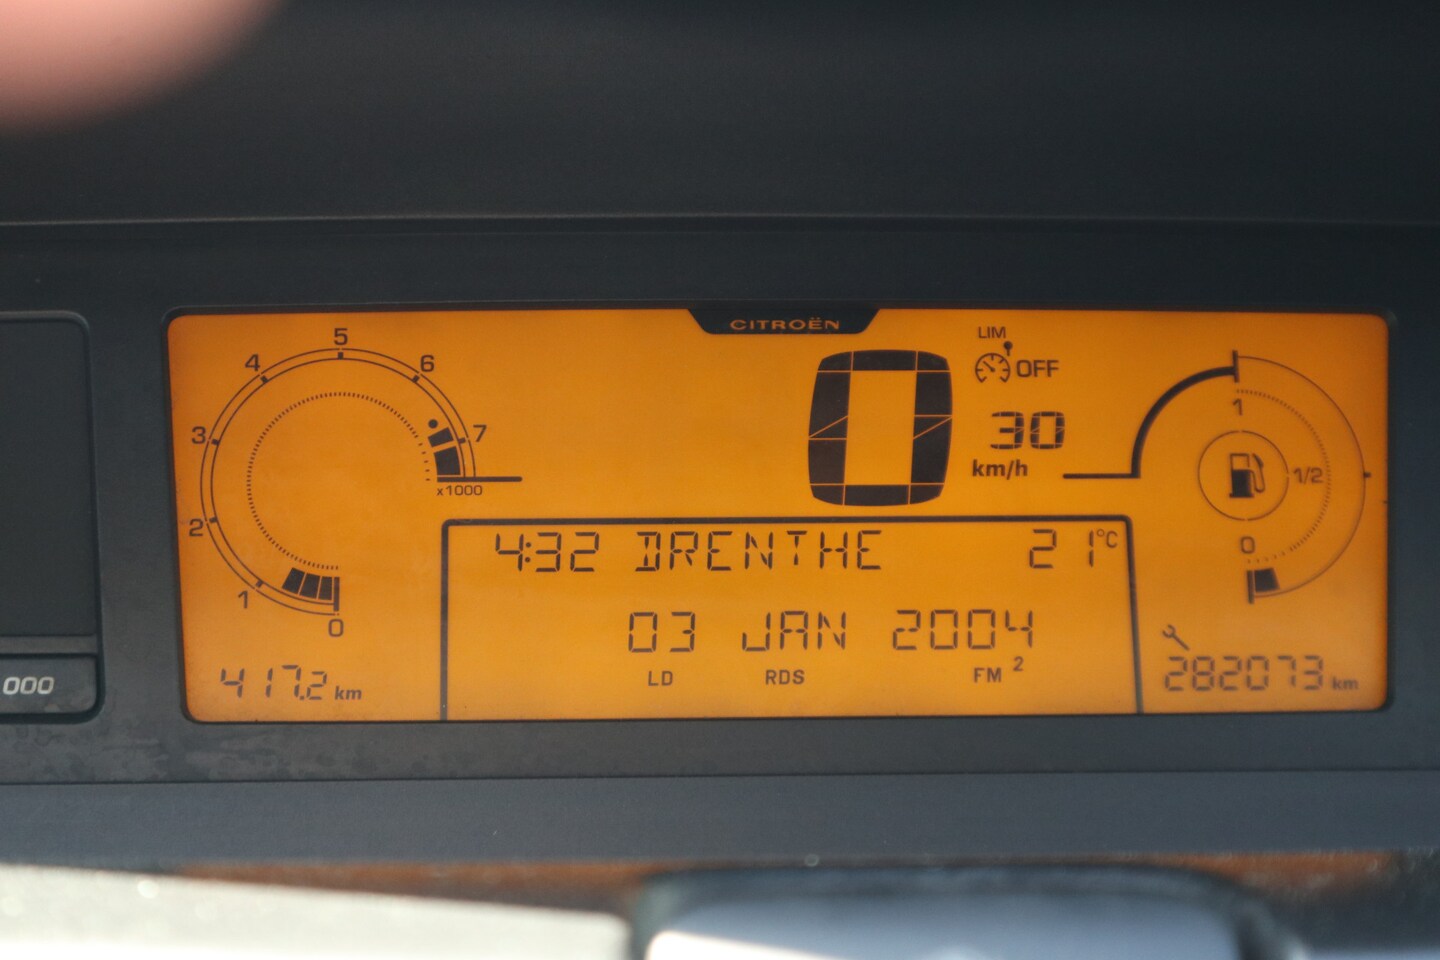 CITROËN
5
4
6
3
7
2
x1000
1
0
417.2 km
0
LIM
OFF
30
km/h
4:32 DRENTHE 21°C
03 JAN 2004
LD RDS FM 2
1
1/2
0
282073 km
000